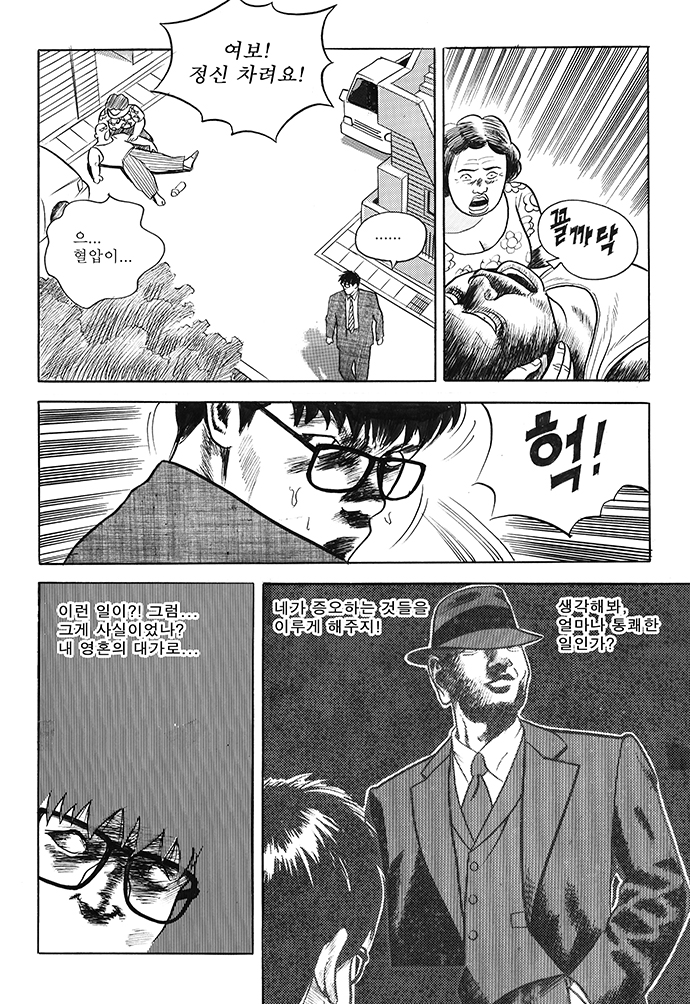 여보!
정신 차려요!
으...
혈압이...
......
꼴까닥
헉!
이런 일이?! 그럼...
그게 사실이었나?
내 영혼의 대가로...
네가 증오하는 것들을
이루게 해주지!
생각해봐,
얼마나 통쾌한
일인가?